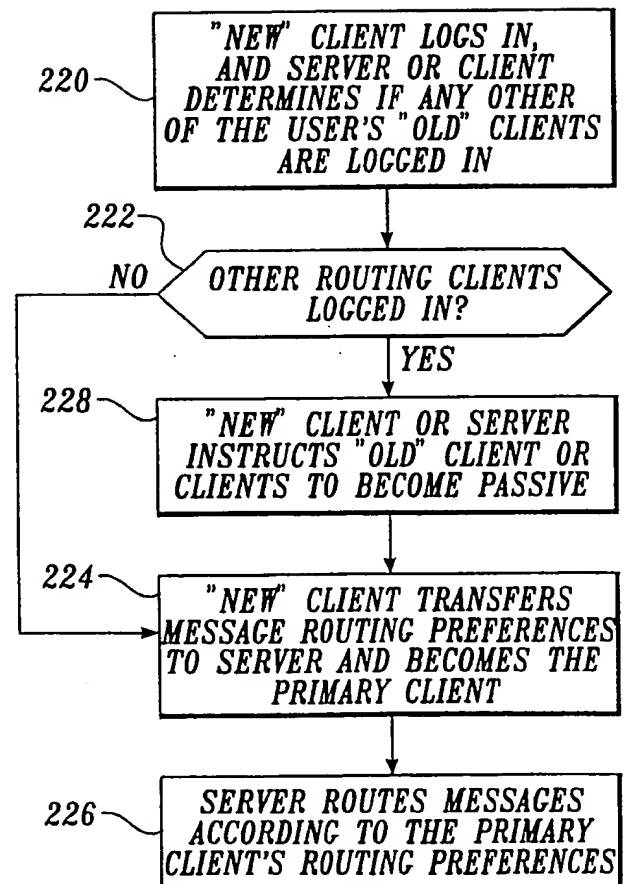 "NEW" CLIENT LOGS IN,
AND SERVER OR CLIENT
220
DETERMINES IF ANY OTHER
OF THE USER'S "OLD" CLIENTS
ARE LOGGED IN
222
NO
OTHER ROUTING CLIENTS
LOGGED IN?
YES
228
"NEW" CLIENT OR SERVER
INSTRUCTS "OLD" CLIENT OR
CLIENTS TO BECOME PASSIVE
224
"NEW" CLIENT TRANSFERS
MESSAGE ROUTING PREFERENCES
TO SERVER AND BECOMES THE
PRIMARY CLIENT
226
SERVER ROUTES MESSAGES
ACCORDING TO THE PRIMARY
CLIENT'S ROUTING PREFERENCES